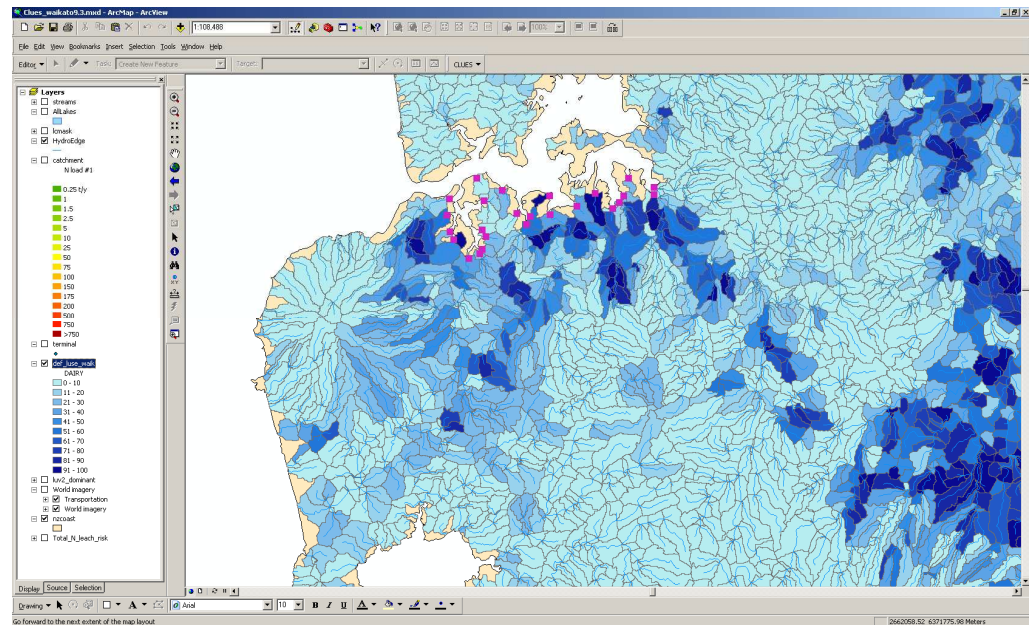 Clues_waikato9.3.mxd - ArcMap - ArcView
1:108,488
100%
File Edit View Bookmarks Insert Selection Tools Window Help
Editor Task: Create New Feature Target: CLUES
Layers
streams
AllLakes
lcmask
HydroEdge
catchment
N load #1
0.25 t/y
1
1.5
2.5
5
10
25
50
75
100
150
175
200
500
750
>750
terminal
def_luse_waik
DAIRY
0 - 10
11 - 20
21 - 30
31 - 40
41 - 50
51 - 60
61 - 70
71 - 80
81 - 90
91 - 100
luv2_dominant
World imagery
Transportation
World imagery
nzcoast
Total_N_leach_risk
Display Source Selection
Drawing A Arial 10 B I U A
Go forward to the next extent of the map layout 2662058.52 6371775.98 Meters